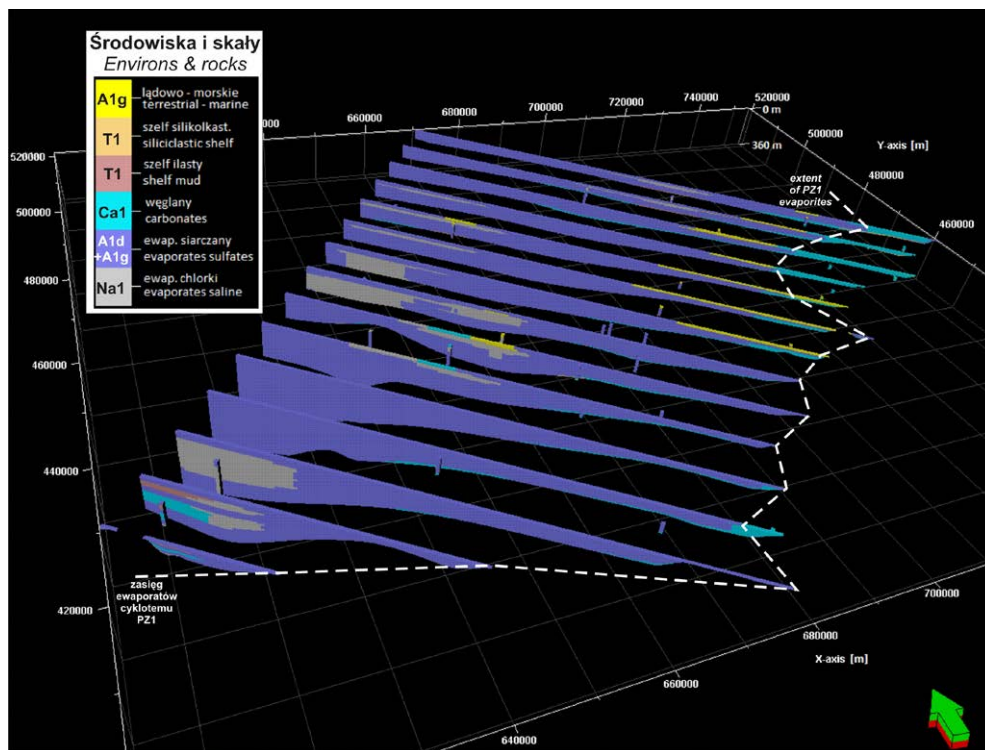 Środowiska i skały
Environs & rocks
A1g
lądowo - morskie
terrestrial - marine
T1
szelf silikolkast.
siliciclastic shelf
T1
szelf ilasty
shelf mud
Ca1
węglany
carbonates
A1d
+A1g
ewap. siarczany
evaporates sulfates
Na1
ewap. chlorki
evaporates saline
660000
680000
700000
720000
740000
520000
0 m
360 m
500000
Y-axis [m]
480000
460000
extent
of PZ1
evaporites
520000
500000
480000
460000
440000
420000
zasięg
ewaporatów
cyklotemu
PZ1
700000
680000
X-axis [m]
660000
640000